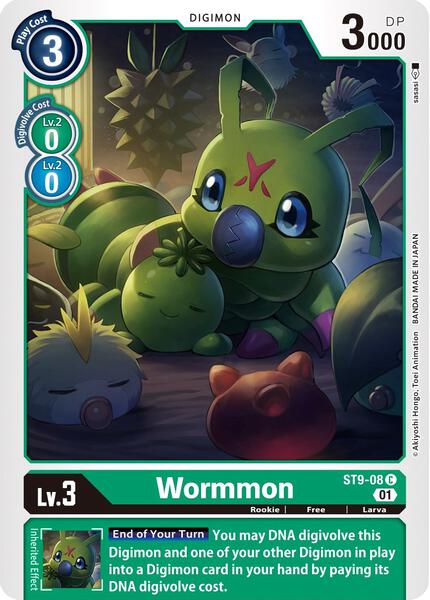 Play Cost
3
DIGIMON
DP
3000
Digivolve Cost
Lv.2
0
Lv.2
0
sasasi
© Akiyoshi Hongo, Toei Animation BANDAI MADE IN JAPAN
Lv.3
Wormmon
ST9-08 C
01
Rookie | Free | Larva
Inherited Effect
End of Your Turn You may DNA digivolve this
Digimon and one of your other Digimon in play
into a Digimon card in your hand by paying its
DNA digivolve cost.